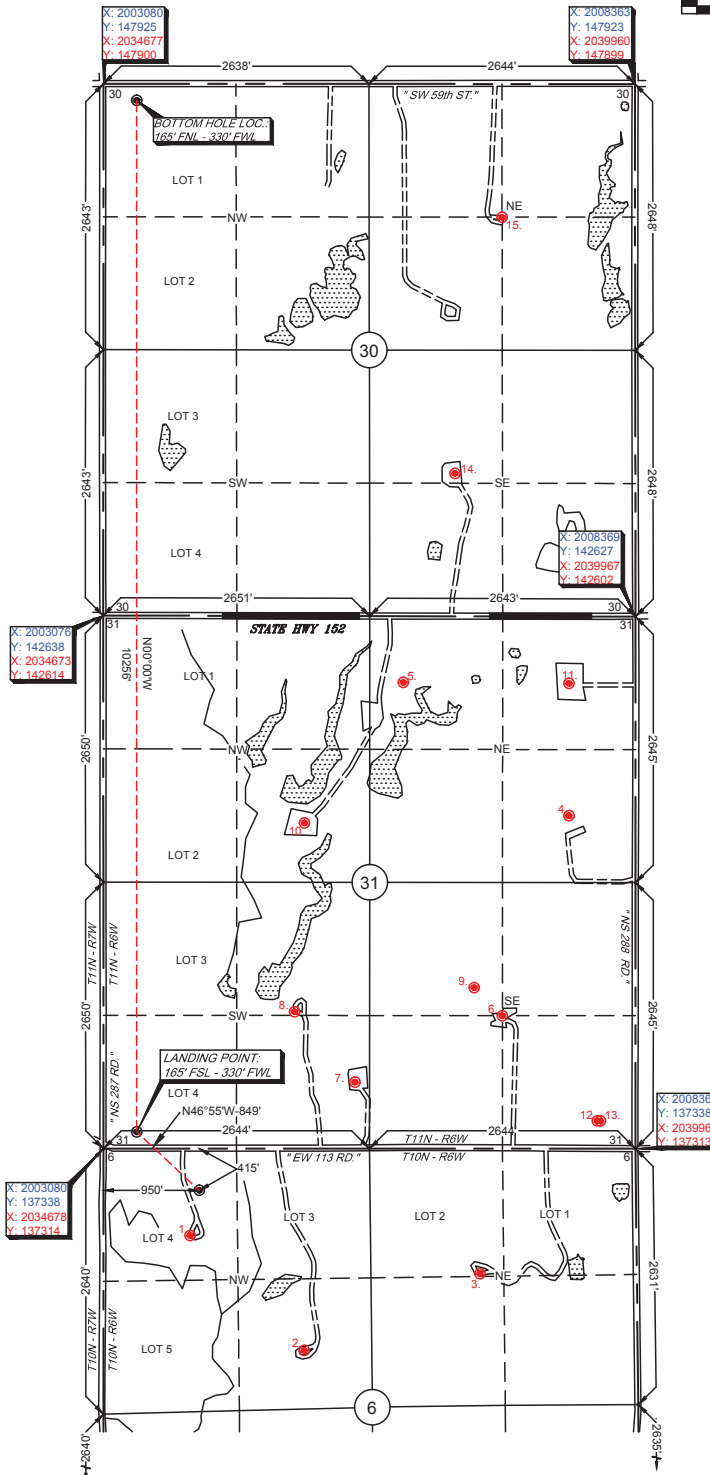 X: 2003080
Y: 147925
X: 2034677
Y: 147900
X: 2008363
Y: 147923
X: 2039960
Y: 147899
2638'
2644'
30
30
" SW 59th ST."
BOTTOM HOLE LOC.:
165' FNL - 330' FWL
LOT 1
NW
NE
15.
2643'
2648'
LOT 2
30
LOT 3
14.
SW
SE
2643'
2648'
LOT 4
X: 2008369
Y: 142627
X: 2039967
Y: 142602
2651'
2643'
30
30
31
31
STATE HWY 152
X: 2003076
Y: 142638
X: 2034673
Y: 142614
N00°00'W
10256'
LOT 1
5.
11.
NW
NE
2650'
2645'
10.
4.
LOT 2
31
T11N - R7W
T11N - R6W
" NS 288 RD."
LOT 3
9.
8.
SW
SE
6.
2650'
2645'
LANDING POINT:
165' FSL - 330' FWL
7.
" NS 287 RD."
LOT 4
N46°55'W-849'
12.
13.
X: 200836
Y: 137338
X: 203996
Y: 137313
2644'
2644'
31
31
T11N - R6W
6
6
" EW 113 RD."
T10N - R6W
415'
X: 2003080
Y: 137338
X: 2034678
Y: 137314
950'
LOT 4
1.
LOT 3
LOT 2
LOT 1
NW
NE
3.
2640'
2631'
T10N - R7W
T10N - R6W
LOT 5
2.
6
2640'
2635'